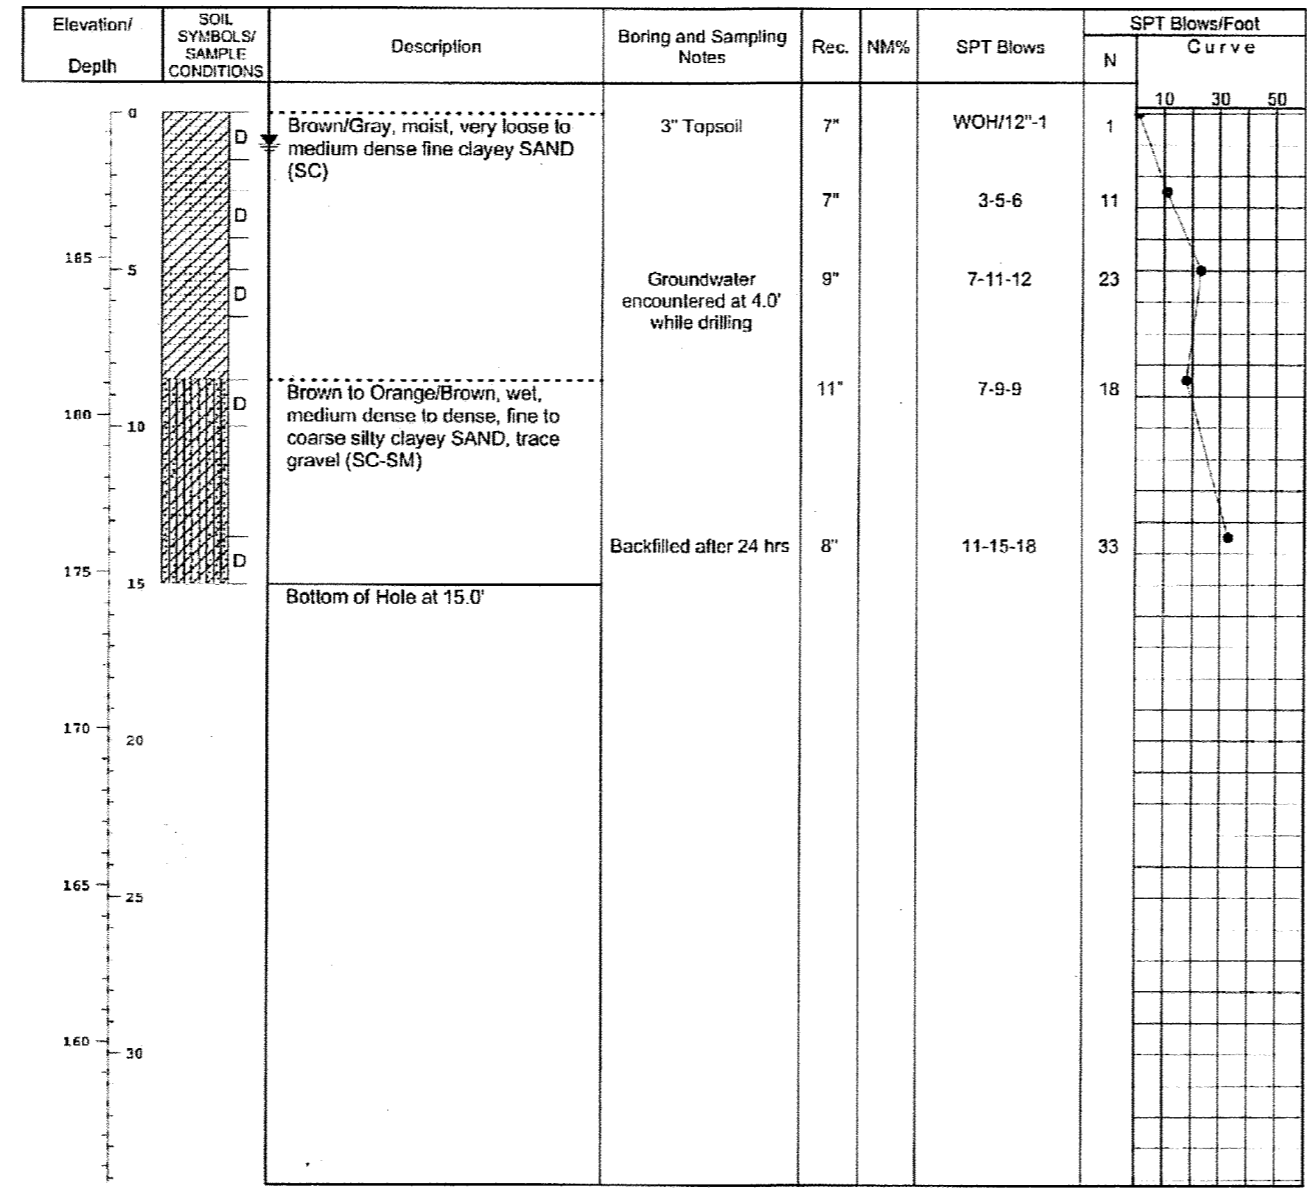 Elevation/
Depth
SOIL
SYMBOLS/
SAMPLE
CONDITIONS
Description
Boring and Sampling
Notes
Rec.
NM%
SPT Blows
SPT Blows/Foot
N
Curve
10 30 50
0
D
Brown/Gray, moist, very loose to
medium dense fine clayey SAND
(SC)
3" Topsoil
7"
WOH/12"-1
1
D
7"
3-5-6
11
185
5
D
Groundwater
encountered at 4.0'
while drilling
9"
7-11-12
23
180
10
D
Brown to Orange/Brown, wet,
medium dense to dense, fine to
coarse silty clayey SAND, trace
gravel (SC-SM)
11"
7-9-9
18
175
15
D
Backfilled after 24 hrs
8"
11-15-18
33
Bottom of Hole at 15.0'
170
20
165
25
160
30